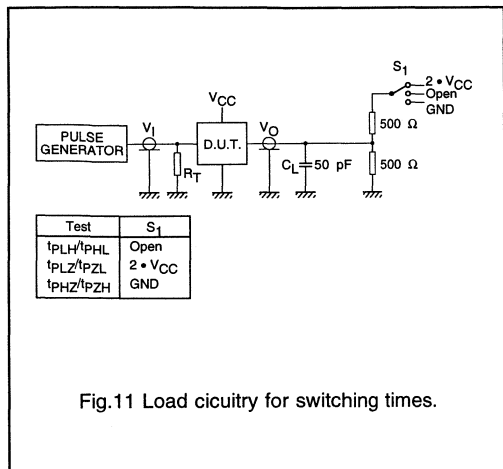 S1
2 • VCC
Open
GND
VCC
500 Ω
PULSE
GENERATOR
VI
D.U.T.
VO
RT
CL
50 pF
500 Ω
Test S1
tPLH/tPHL Open
tPLZ/tPZL 2 • VCC
tPHZ/tPZH GND
Fig.11 Load cicuitry for switching times.